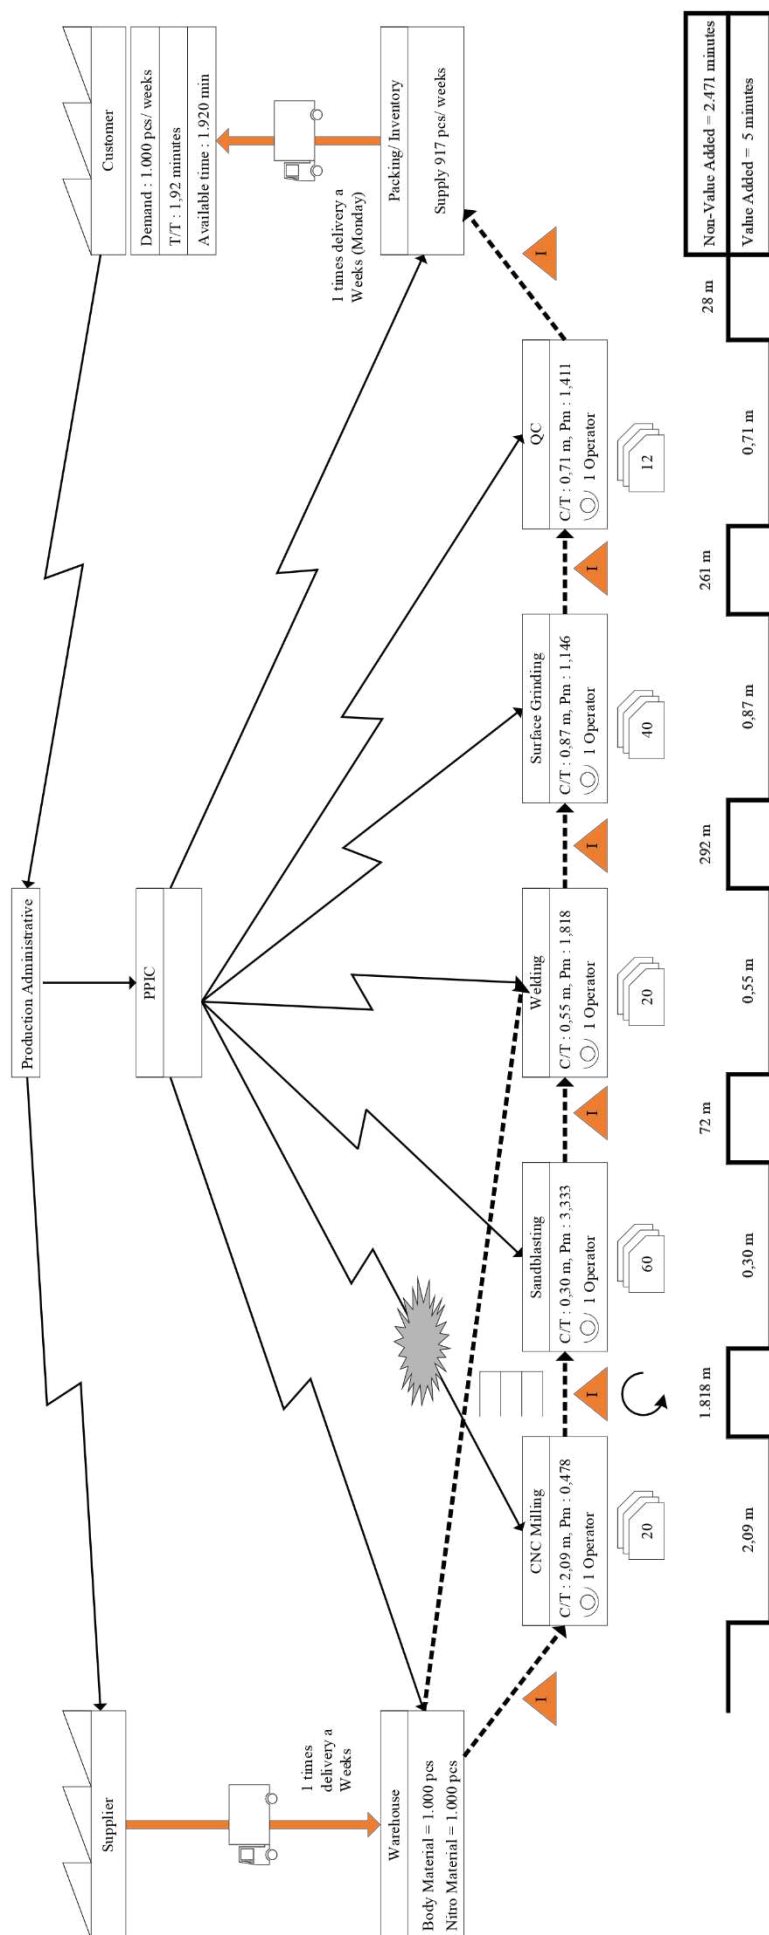 Production Administrative
PPIC
Supplier
1 times
delivery a
Weeks
Warehouse
Body Material = 1.000 pcs
Nitro Material = 1.000 pcs
Customer
Demand : 1.000 pcs/ weeks
T/T : 1,92 minutes
Available time : 1.920 min
1 times delivery a
Weeks (Monday)
Packing/ Inventory
Supply 917 pcs/ weeks
I
CNC Milling
C/T : 2,09 m, Pm : 0,478
1 Operator
20
I
Sandblasting
C/T : 0,30 m, Pm : 3,333
1 Operator
60
I
Welding
C/T : 0,55 m, Pm : 1,818
1 Operator
20
I
Surface Grinding
C/T : 0,87 m, Pm : 1,146
1 Operator
40
I
QC
C/T : 0,71 m, Pm : 1,411
1 Operator
12
I
1.818 m
72 m
292 m
261 m
28 m
2,09 m
0,30 m
0,55 m
0,87 m
0,71 m
Non-Value Added = 2.471 minutes
Value Added = 5 minutes